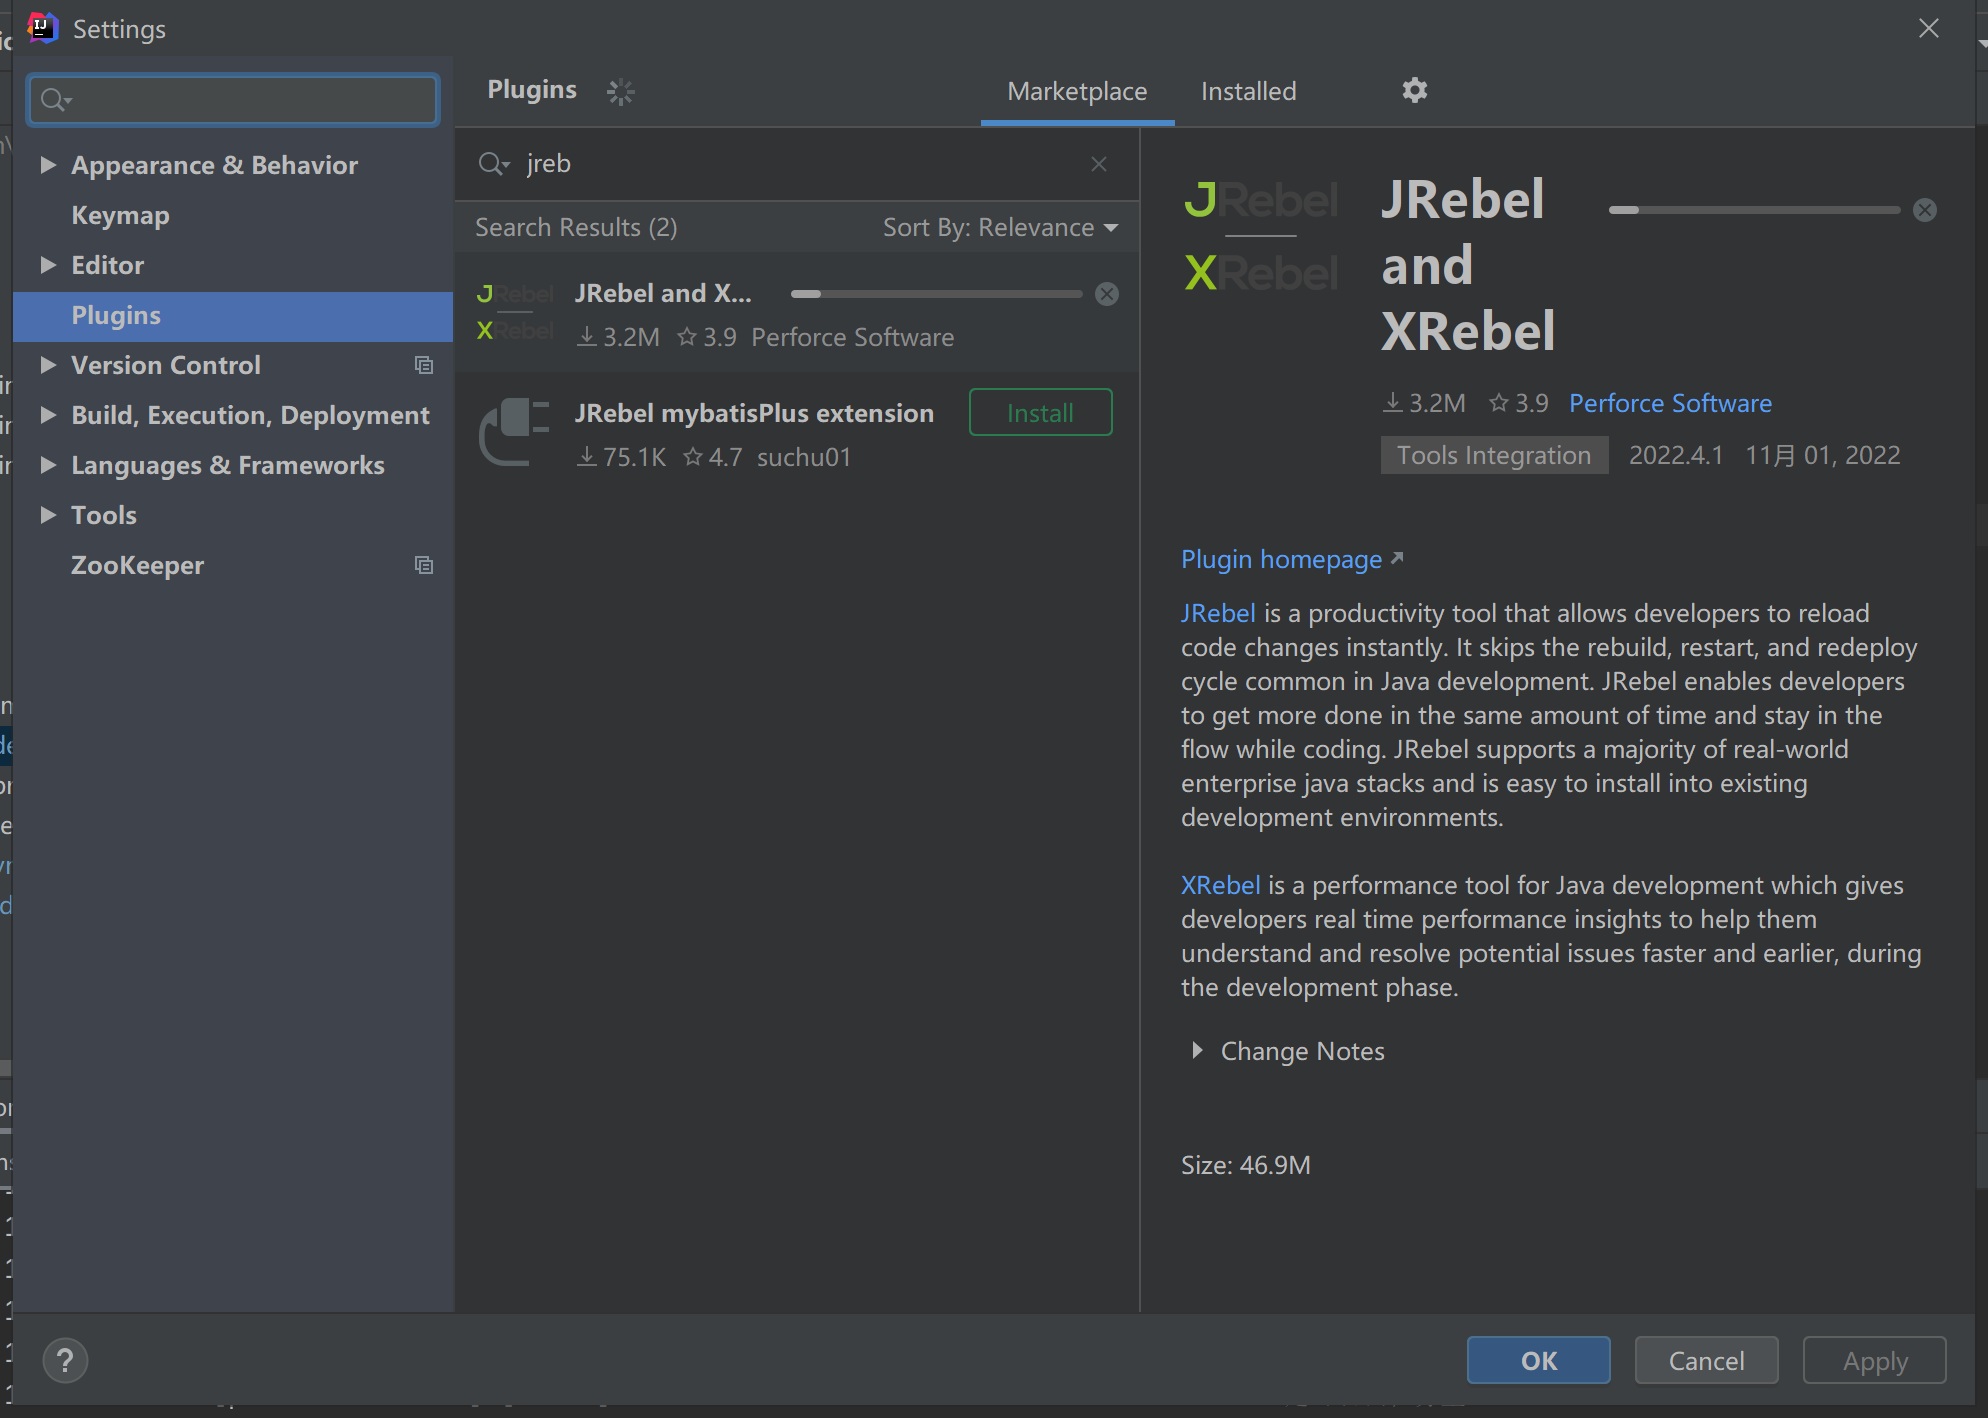 Settings
Plugins
Marketplace
Installed
Appearance & Behavior
Keymap
Editor
Plugins
Version Control
Build, Execution, Deployment
Languages & Frameworks
Tools
ZooKeeper
jreb
Search Results (2)
Sort By: Relevance
JRebel
XRebel
JRebel and X...
3.2M 3.9 Perforce Software
JRebel mybatisPlus extension
Install
75.1K 4.7 suchu01
JRebel
XRebel
JRebel
and
XRebel
3.2M 3.9 Perforce Software
Tools Integration 2022.4.1 11月 01, 2022
Plugin homepage
JRebel is a productivity tool that allows developers to reload
code changes instantly. It skips the rebuild, restart, and redeploy
cycle common in Java development. JRebel enables developers
to get more done in the same amount of time and stay in the
flow while coding. JRebel supports a majority of real-world
enterprise java stacks and is easy to install into existing
development environments.
XRebel is a performance tool for Java development which gives
developers real time performance insights to help them
understand and resolve potential issues faster and earlier, during
the development phase.
Change Notes
Size: 46.9M
?
OK
Cancel
Apply